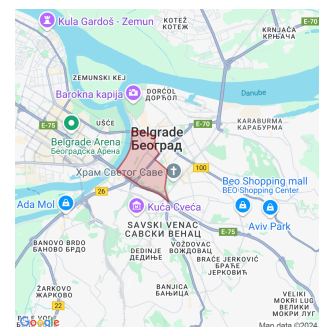 Kula Gardoš - Zemun
КОТЕŽ
КОТЕЖ
KRNJAČA
КРЊАЧА
ZEMUNSKI KEJ
Barokna kapija
DORĆOL
ДОРЋОЛ
Danube
E-70
E-75
UŠĆE
Belgrade
Београд
KARABURMA
КАРАБУРМА
Belgrade Arena
Београдска Арена
Храм Светог Саве
100
Beo Shopping mall
BEO Shopping Center
26
Ada Mol
Kuća Cveća
Avio Park
E-75
SAVSKI VENAC
САВСКИ ВЕНАЦ
BANOVO BRDO
БАНОВО БРДО
DEDINJE
ДЕДИЊЕ
VOŽDOVAC
ВОЖДОВАЦ
BRAĆE JERKOVIĆ
БРАЋЕ
ЈЕРКОВИЋ
ŽARKOVO
ЖАРКОВО
BANJICA
БАЊИЦА
VELIKI
MOKRI LUG
ВЕЛИКИ
МОКРИ ЛУГ
22
Google
Map data ©2024